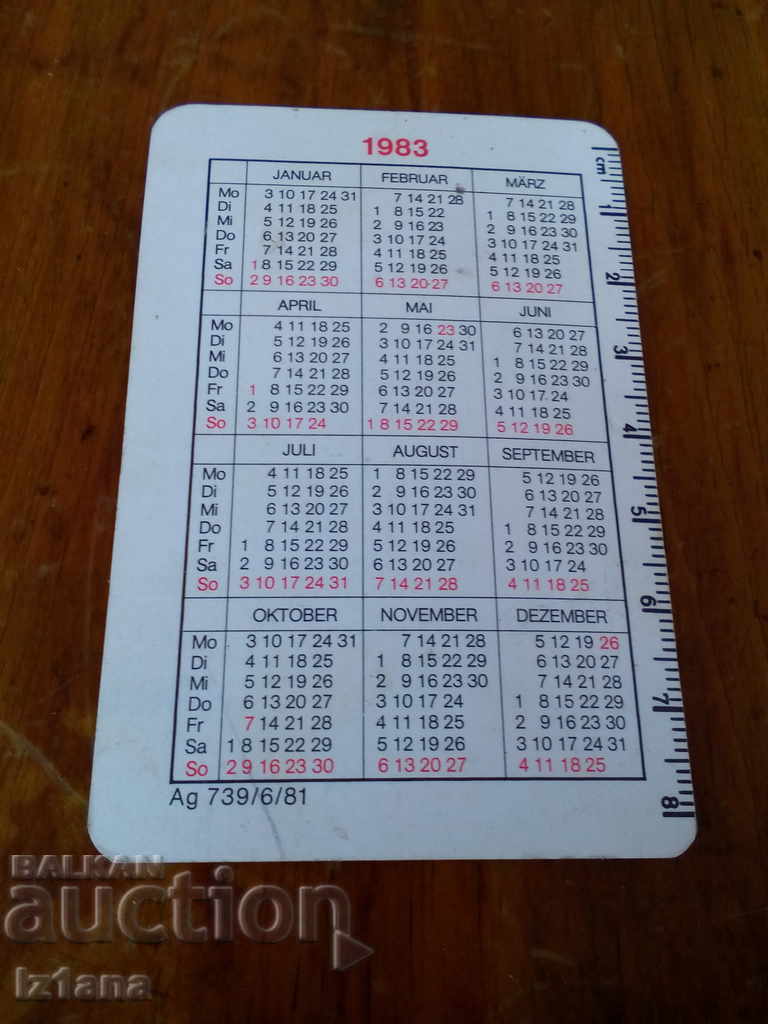 1983
JANUAR FEBRUAR MÄRZ
Mo 3 10 17 24 31 7 14 21 28 7 14 21 28
Di 4 11 18 25 1 8 15 22 1 8 15 22 29
Mi 5 12 19 26 2 9 16 23 2 9 16 23 30
Do 6 13 20 27 3 10 17 24 3 10 17 24 31
Fr 7 14 21 28 4 11 18 25 4 11 18 25
Sa 1 8 15 22 29 5 12 19 26 5 12 19 26
So 2 9 16 23 30 6 13 20 27 6 13 20 27
APRIL MAI JUNI
Mo 4 11 18 25 2 9 16 23 30 6 13 20 27
Di 5 12 19 26 3 10 17 24 31 7 14 21 28
Mi 6 13 20 27 4 11 18 25 1 8 15 22 29
Do 7 14 21 28 5 12 19 26 2 9 16 23 30
Fr 1 8 15 22 29 6 13 20 27 3 10 17 24
Sa 2 9 16 23 30 7 14 21 28 4 11 18 25
So 3 10 17 24 1 8 15 22 29 5 12 19 26
JULI AUGUST SEPTEMBER
Mo 4 11 18 25 1 8 15 22 29 5 12 19 26
Di 5 12 19 26 2 9 16 23 30 6 13 20 27
Mi 6 13 20 27 3 10 17 24 31 7 14 21 28
Do 7 14 21 28 4 11 18 25 1 8 15 22 29
Fr 1 8 15 22 29 5 12 19 26 2 9 16 23 30
Sa 2 9 16 23 30 6 13 20 27 3 10 17 24
So 3 10 17 24 31 7 14 21 28 4 11 18 25
OKTOBER NOVEMBER DEZEMBER
Mo 3 10 17 24 31 7 14 21 28 5 12 19 26
Di 4 11 18 25 1 8 15 22 29 6 13 20 27
Mi 5 12 19 26 2 9 16 23 30 7 14 21 28
Do 6 13 20 27 3 10 17 24 1 8 15 22 29
Fr 7 14 21 28 4 11 18 25 2 9 16 23 30
Sa 1 8 15 22 29 5 12 19 26 3 10 17 24 31
So 2 9 16 23 30 6 13 20 27 4 11 18 25
Ag 739/6/81
cm 1 2 3 4 5 6 7 8
BALKAN
auction
iz1ana